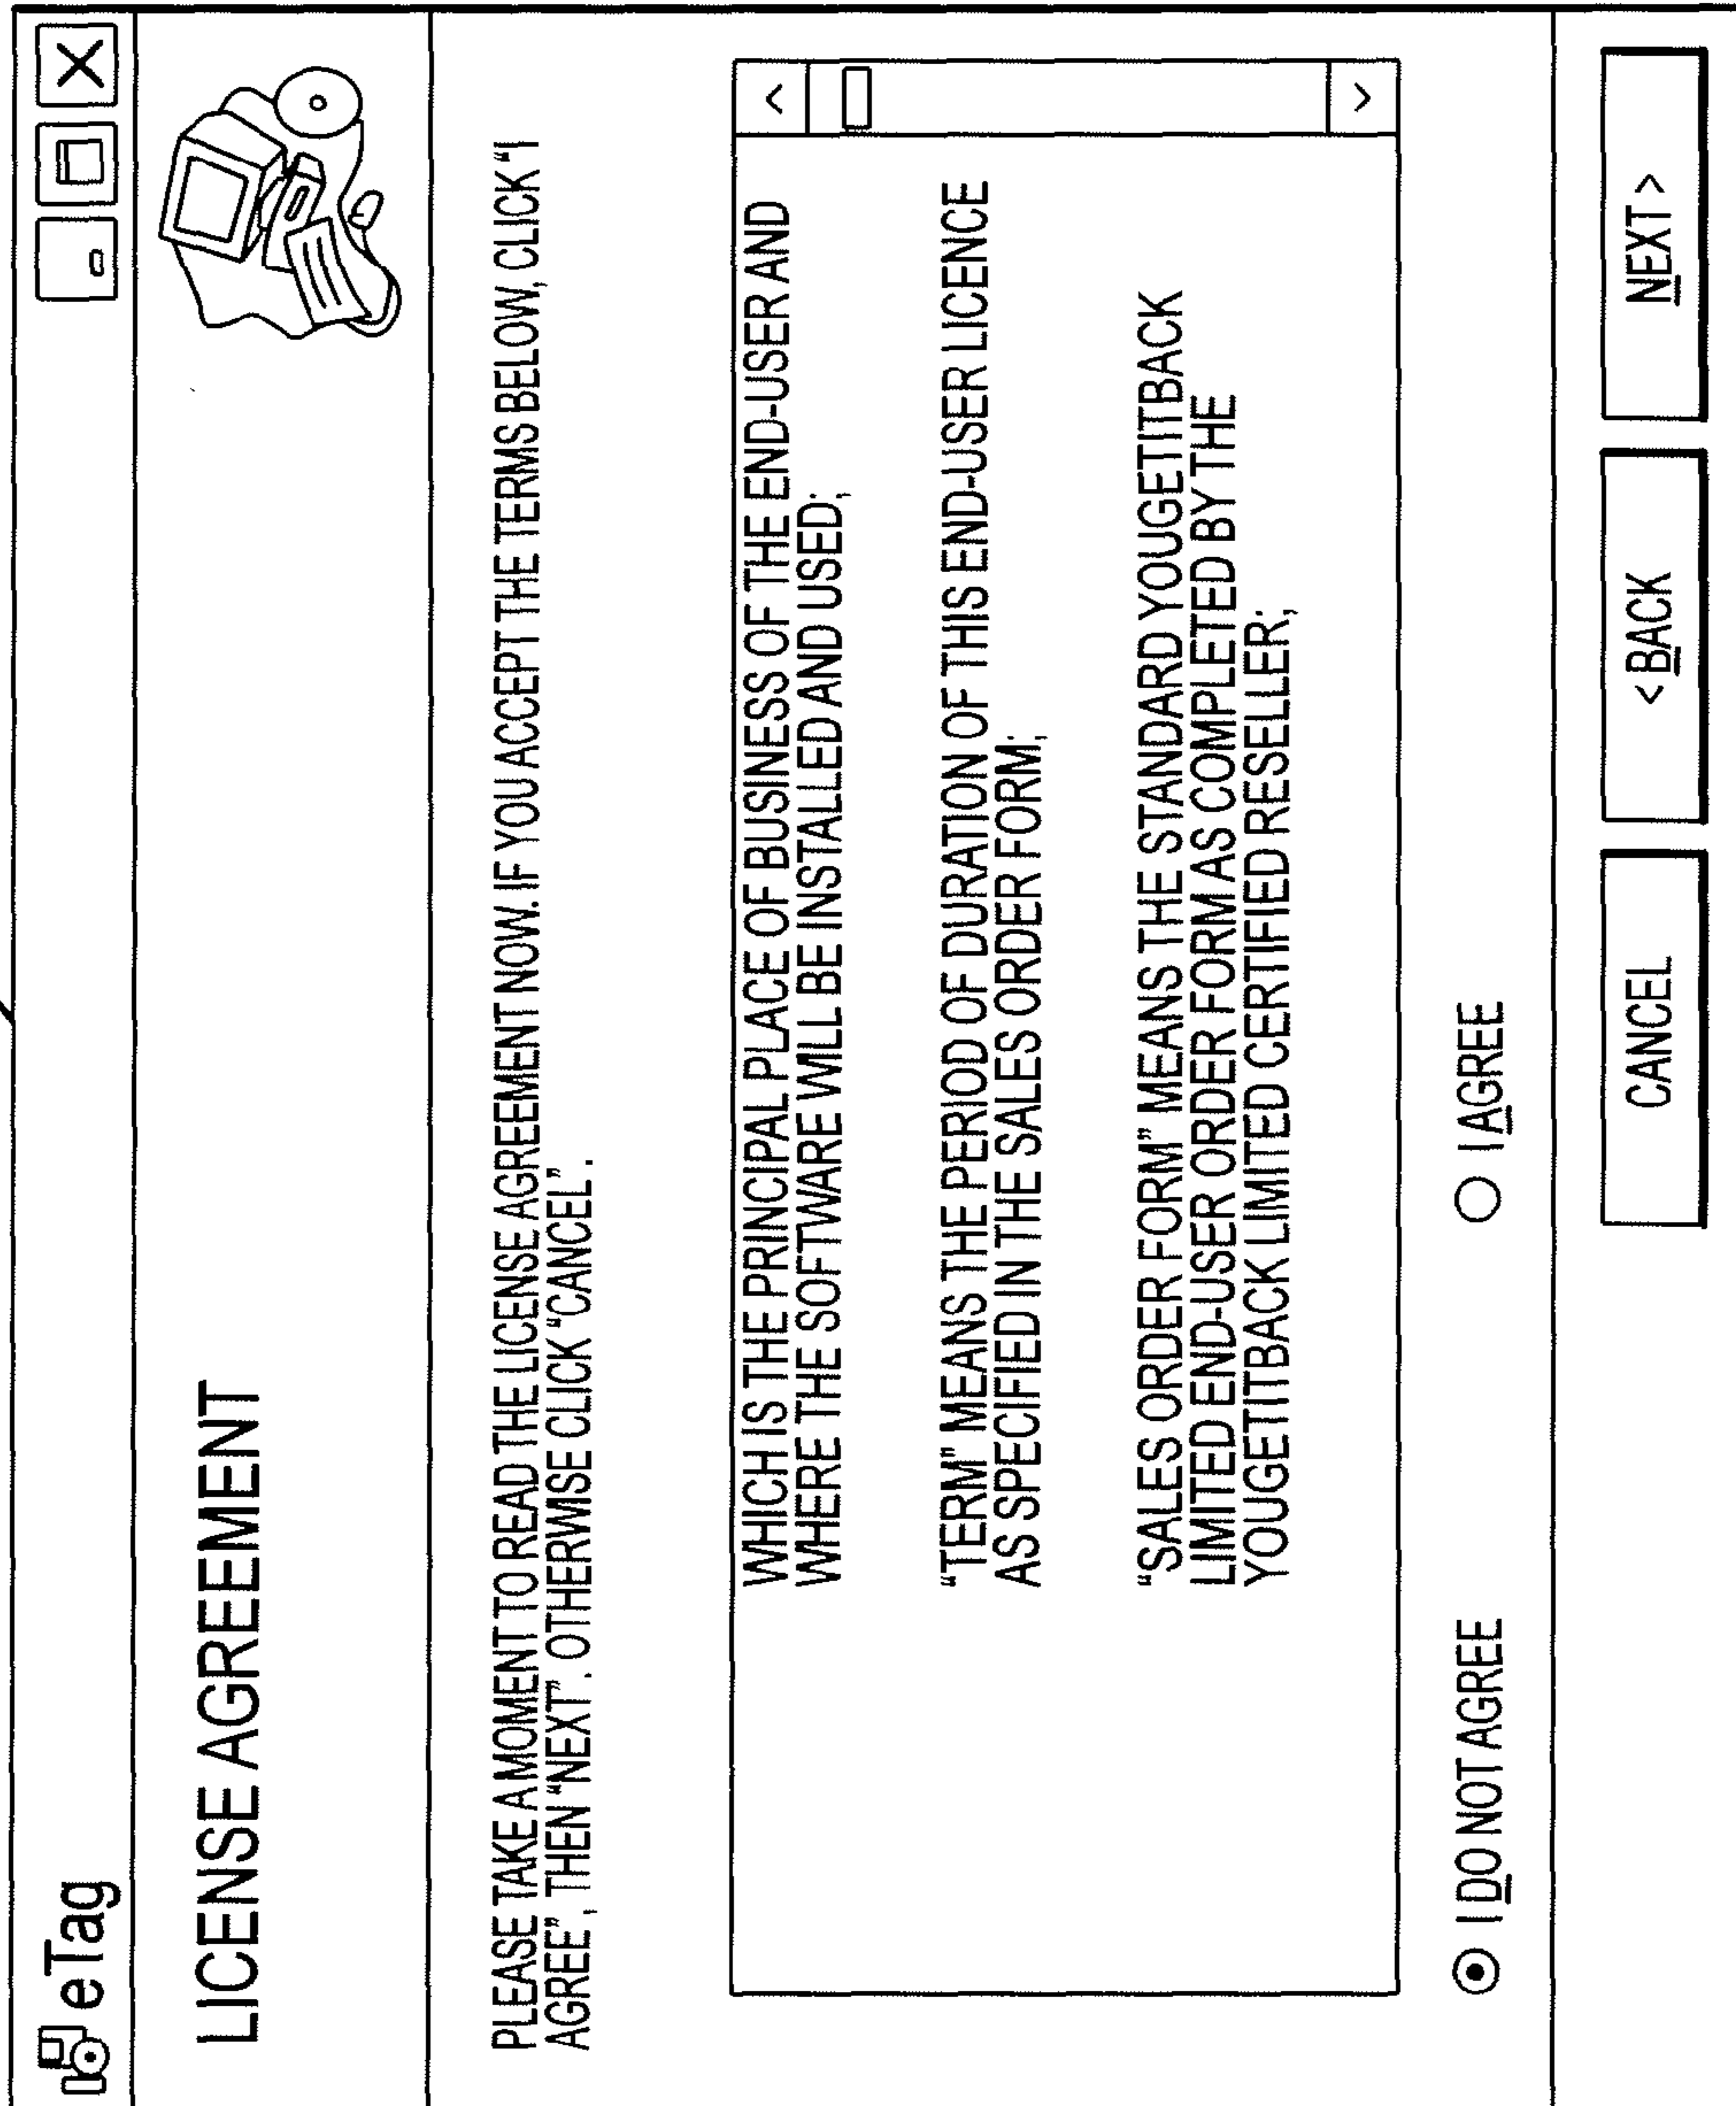 eTag
LICENSE AGREEMENT
PLEASE TAKE A MOMENT TO READ THE LICENSE AGREEMENT NOW. IF YOU ACCEPT THE TERMS BELOW, CLICK “I
AGREE”, THEN “NEXT”. OTHERWISE CLICK “CANCEL”.
WHICH IS THE PRINCIPAL PLACE OF BUSINESS OF THE END-USER AND
WHERE THE SOFTWARE WILL BE INSTALLED AND USED;
“TERM” MEANS THE PERIOD OF DURATION OF THIS END-USER LICENCE
AS SPECIFIED IN THE SALES ORDER FORM;
“SALES ORDER FORM” MEANS THE STANDARD YOUGETITBACK
LIMITED END-USER ORDER FORM AS COMPLETED BY THE
YOUGETITBACK LIMITED CERTIFIED RESELLER;
I DO NOT AGREE I AGREE
CANCEL < BACK NEXT >